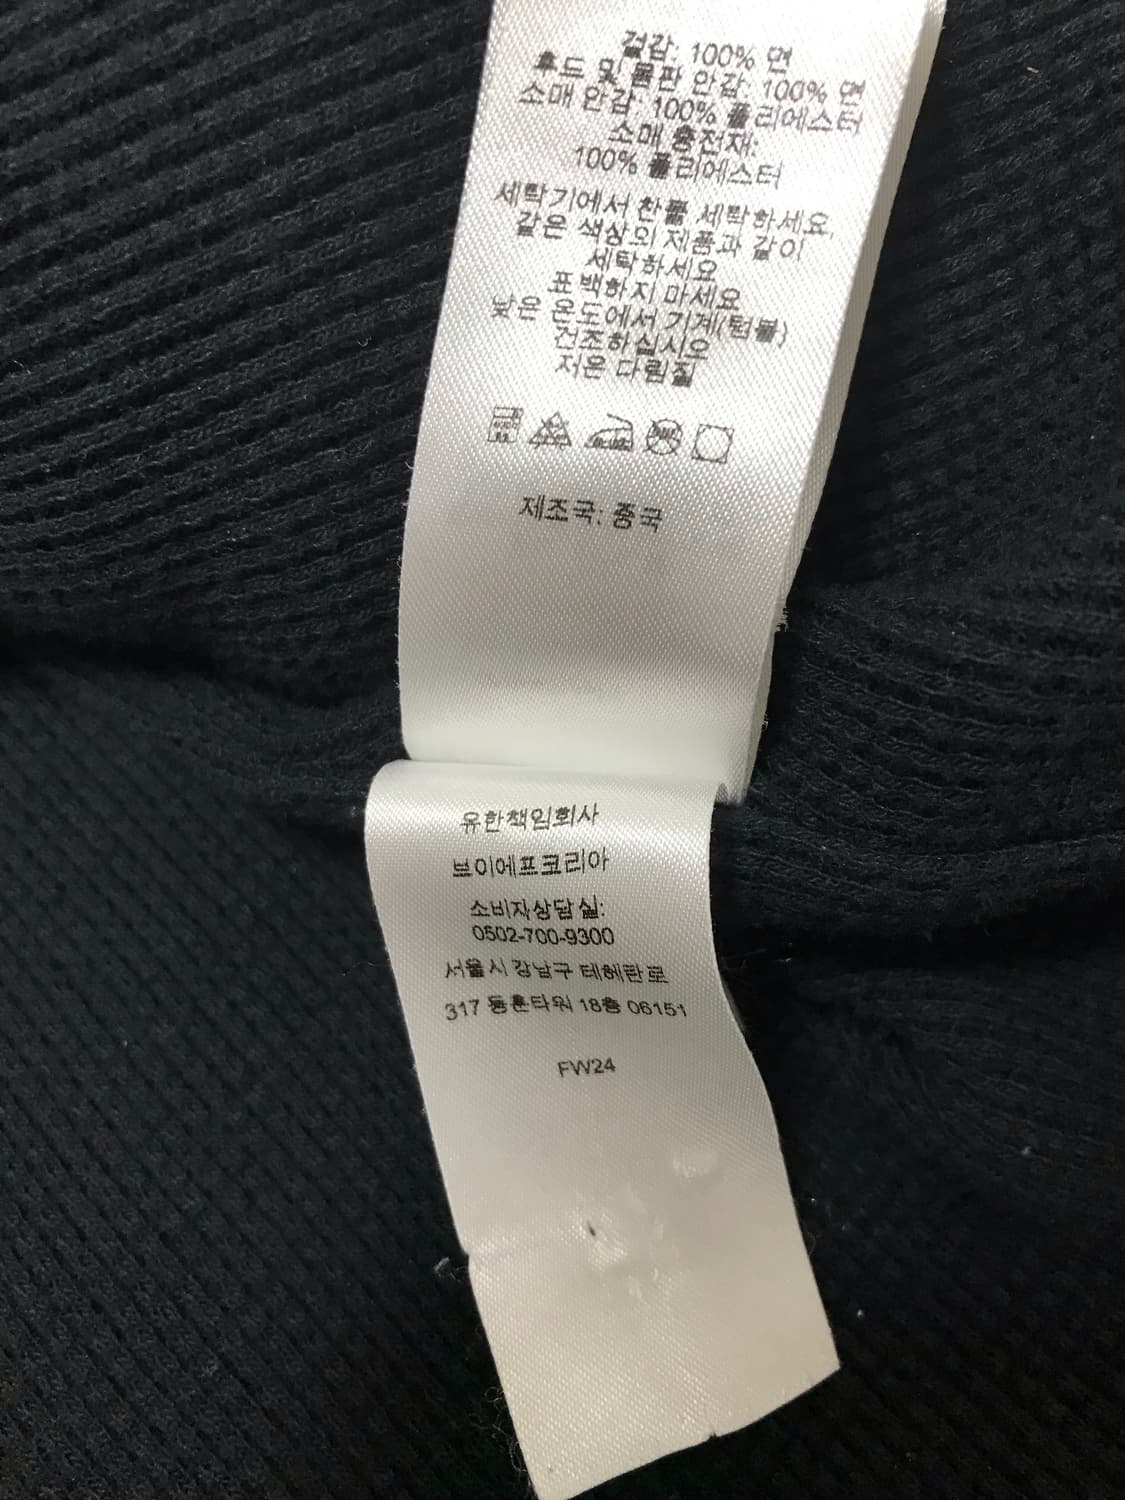 겉감: 100% 면
후드 및 몸판 안감: 100% 면
소매 안감: 100% 폴리에스터
소매 충전재:
100% 폴리에스터
세탁기에서 찬물 세탁하세요,
같은 색상의 제품과 같이
세탁하세요
표백하지 마세요
낮은 온도에서 기계(텀블)
건조하십시오
저온 다림질
제조국: 중국
유한책임회사
브이에프코리아
소비자상담실:
0502-700-9300
서울시 강남구 테헤란로
317 동훈타워 18층 06151
FW24